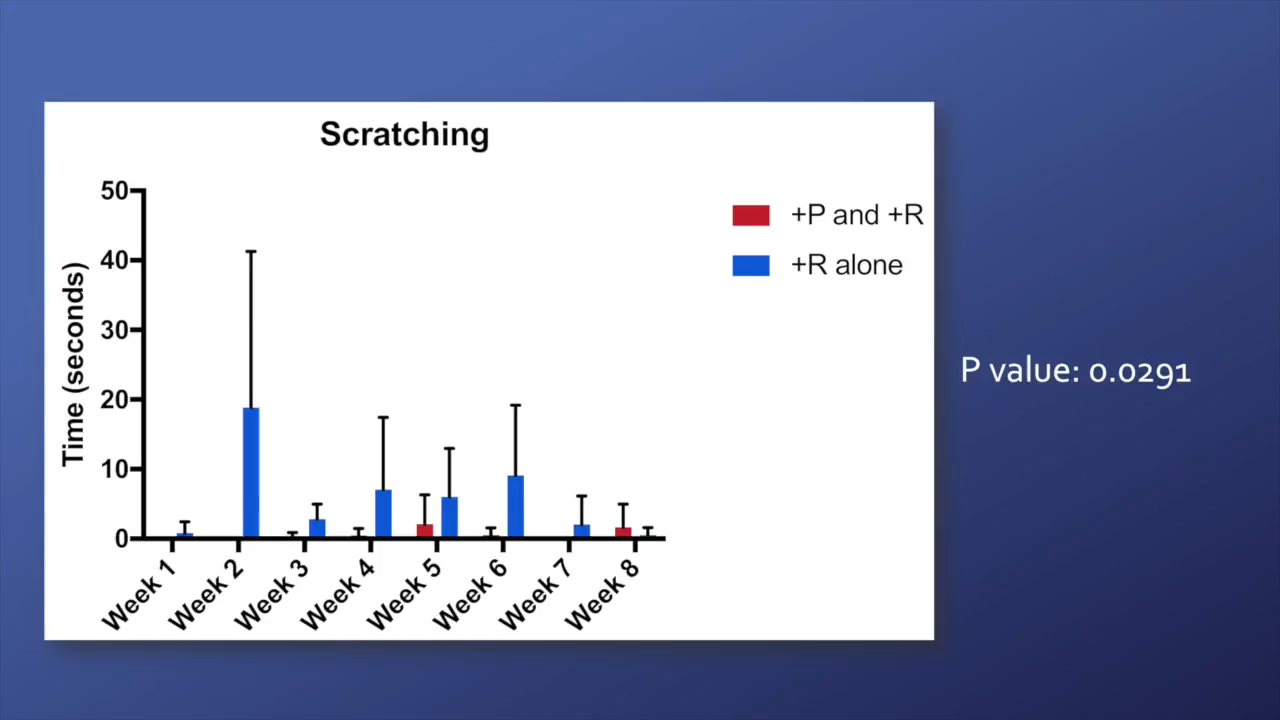 Scratching
50
40
30
20
10
0
Time (seconds)
Week 1
Week 2
Week 3
Week 4
Week 5
Week 6
Week 7
Week 8
+P and +R
+R alone
P value: 0.0291